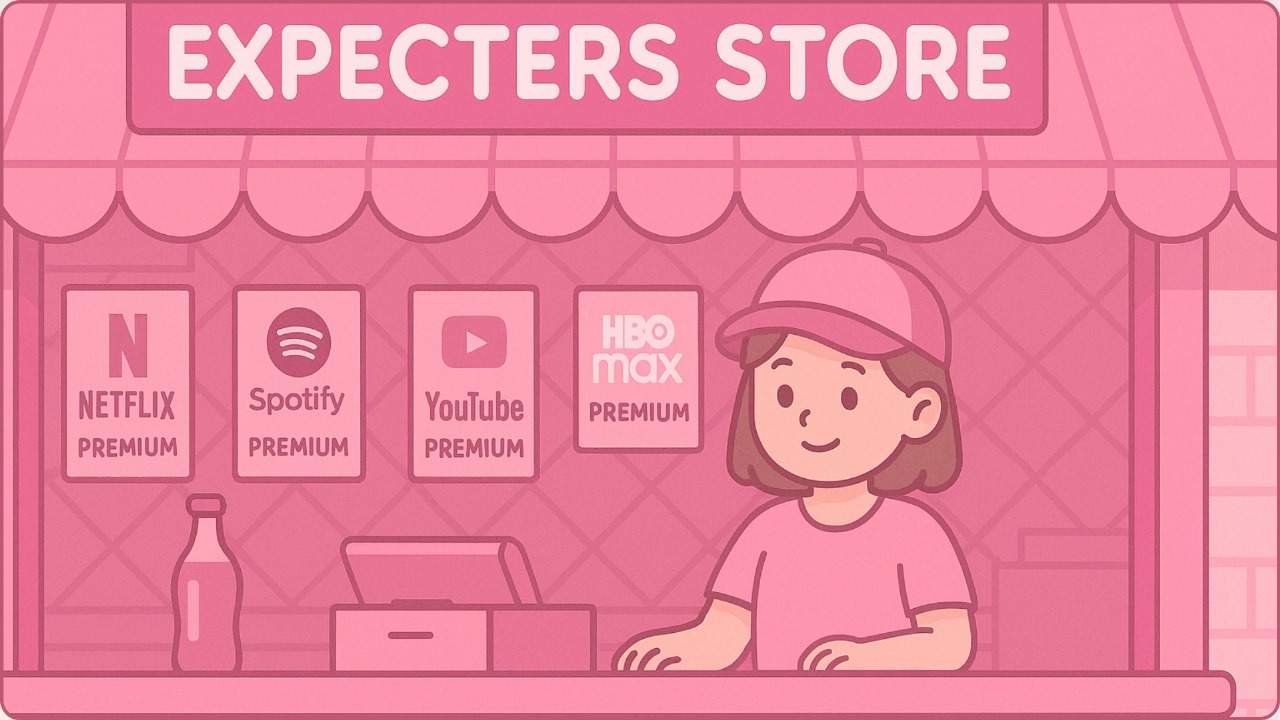 EXPECTERS STORE
N
NETFLIX
PREMIUM
Spotify
PREMIUM
YouTube
PREMIUM
HBO
max
PREMIUM